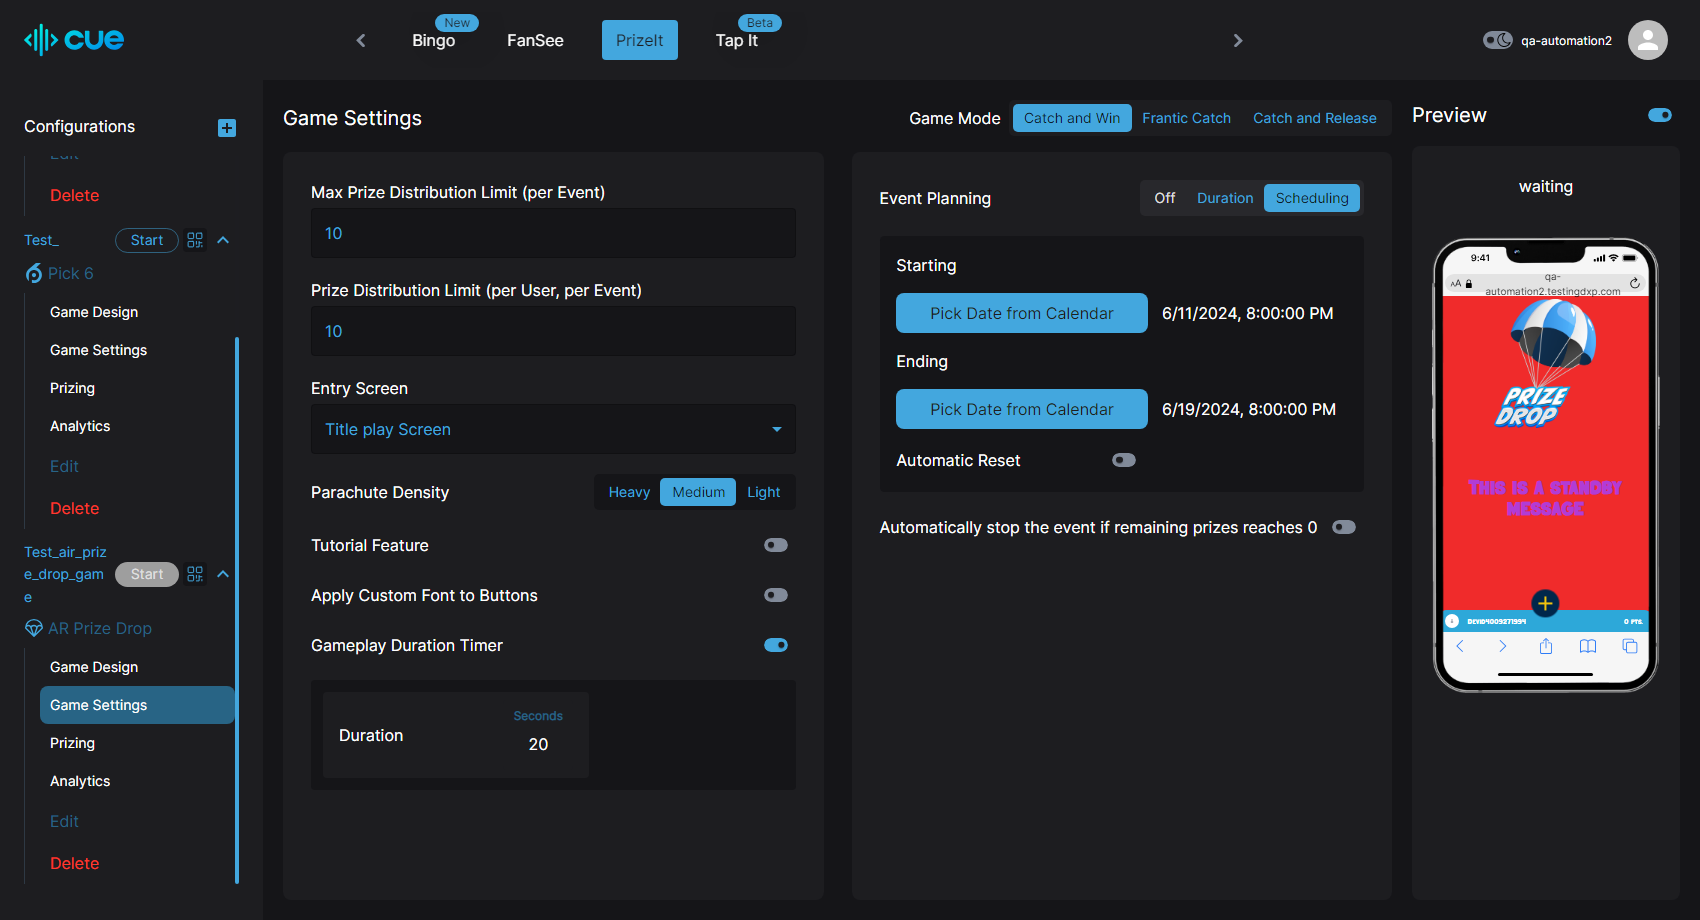 cue
New
Bingo
FanSee
PrizeIt
Beta
Tap It
qa-automation2
Configurations
Edit
Delete
Test_
Start
Pick 6
Game Design
Game Settings
Prizing
Analytics
Edit
Delete
Test_air_priz
e_drop_gam
e
Start
AR Prize Drop
Game Design
Game Settings
Prizing
Analytics
Edit
Delete
Game Settings
Game Mode
Catch and Win
Frantic Catch
Catch and Release
Max Prize Distribution Limit (per Event)
10
Prize Distribution Limit (per User, per Event)
10
Entry Screen
Title play Screen
Parachute Density
Heavy
Medium
Light
Tutorial Feature
Apply Custom Font to Buttons
Gameplay Duration Timer
Duration
Seconds
20
Event Planning
Off
Duration
Scheduling
Starting
Pick Date from Calendar
6/11/2024, 8:00:00 PM
Ending
Pick Date from Calendar
6/19/2024, 8:00:00 PM
Automatic Reset
Automatically stop the event if remaining prizes reaches 0
Preview
waiting
9:41
AA
qa-
automation2.testingdxp.com
PRIZE
DROP
THIS IS A STANDBY
MESSAGE
0 PTS.